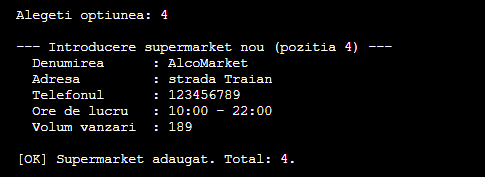 Alegeti optiunea: 4
--- Introducere supermarket nou (pozitia 4) ---
Denumirea : AlcoMarket
Adresa : strada Traian
Telefonul : 123456789
Ore de lucru : 10:00 - 22:00
Volum vanzari : 189
[OK] Supermarket adaugat. Total: 4.